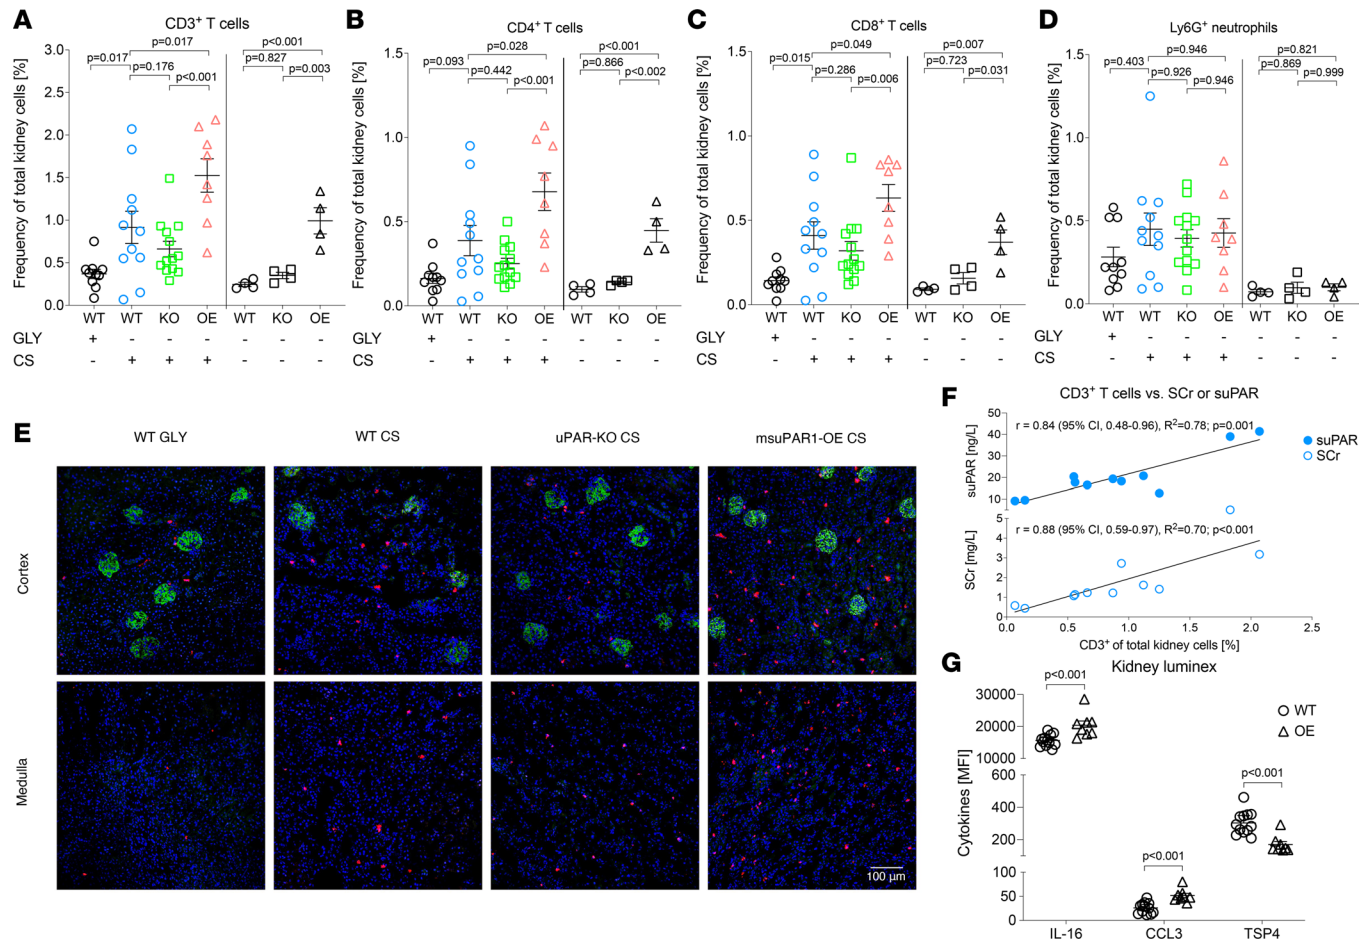 A
CD3+ T cells
Frequency of total kidney cells [%]
3.0
2.5
2.0
1.5
1.0
0.5
0.0
p=0.017
p=0.017
p=0.176
p<0.001
p<0.001
p=0.827
p=0.003
WT WT KO OE WT KO OE
GLY + - - - - - -
CS - + + + - - -
B
CD4+ T cells
Frequency of total kidney cells [%]
1.5
1.0
0.5
0.0
p=0.028
p=0.093
p=0.442
p<0.001
p<0.001
p=0.866
p<0.002
WT WT KO OE WT KO OE
GLY + - - - - - -
CS - + + + - - -
C
CD8+ T cells
Frequency of total kidney cells [%]
1.5
1.0
0.5
0.0
p=0.049
p=0.015
p=0.286
p=0.006
p=0.007
p=0.723
p=0.031
WT WT KO OE WT KO OE
GLY + - - - - - -
CS - + + + - - -
D
Ly6G+ neutrophils
Frequency of total kidney cells [%]
1.5
1.0
0.5
0.0
p=0.946
p=0.403
p=0.926
p=0.946
p=0.821
p=0.869
p=0.999
WT WT KO OE WT KO OE
GLY + - - - - - -
CS - + + + - - -
E
WT GLY
WT CS
uPAR-KO CS
msuPAR1-OE CS
Cortex
Medulla
100 µm
F
CD3+ T cells vs. SCr or suPAR
suPAR [ng/L]
50
40
30
20
10
r = 0.84 (95% CI, 0.48-96), R2=0.78; p=0.001
suPAR
SCr
SCr [mg/L]
5
4
3
2
1
0
r = 0.88 (95% CI, 0.59-0.97), R2=0.70; p<0.001
0.0 0.5 1.0 1.5 2.0 2.5
CD3+ of total kidney cells [%]
G
Kidney luminex
Cytokines [MFI]
30000
20000
10000
600
400
200
100
50
0
p<0.001
p<0.001
p<0.001
WT
OE
IL-16 CCL3 TSP4